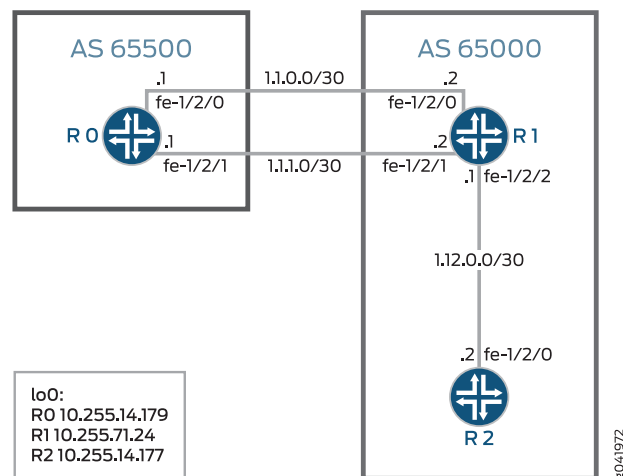 AS 65500
AS 65000
.1 1.1.0.0/30 .2
fe-1/2/0 fe-1/2/0
R0
R1
.1 .2
fe-1/2/1 1.1.1.0/30 fe-1/2/1
.1 fe-1/2/2
1.12.0.0/30
.2 fe-1/2/0
R2
lo0:
R0 10.255.14.179
R1 10.255.71.24
R2 10.255.14.177
g041972